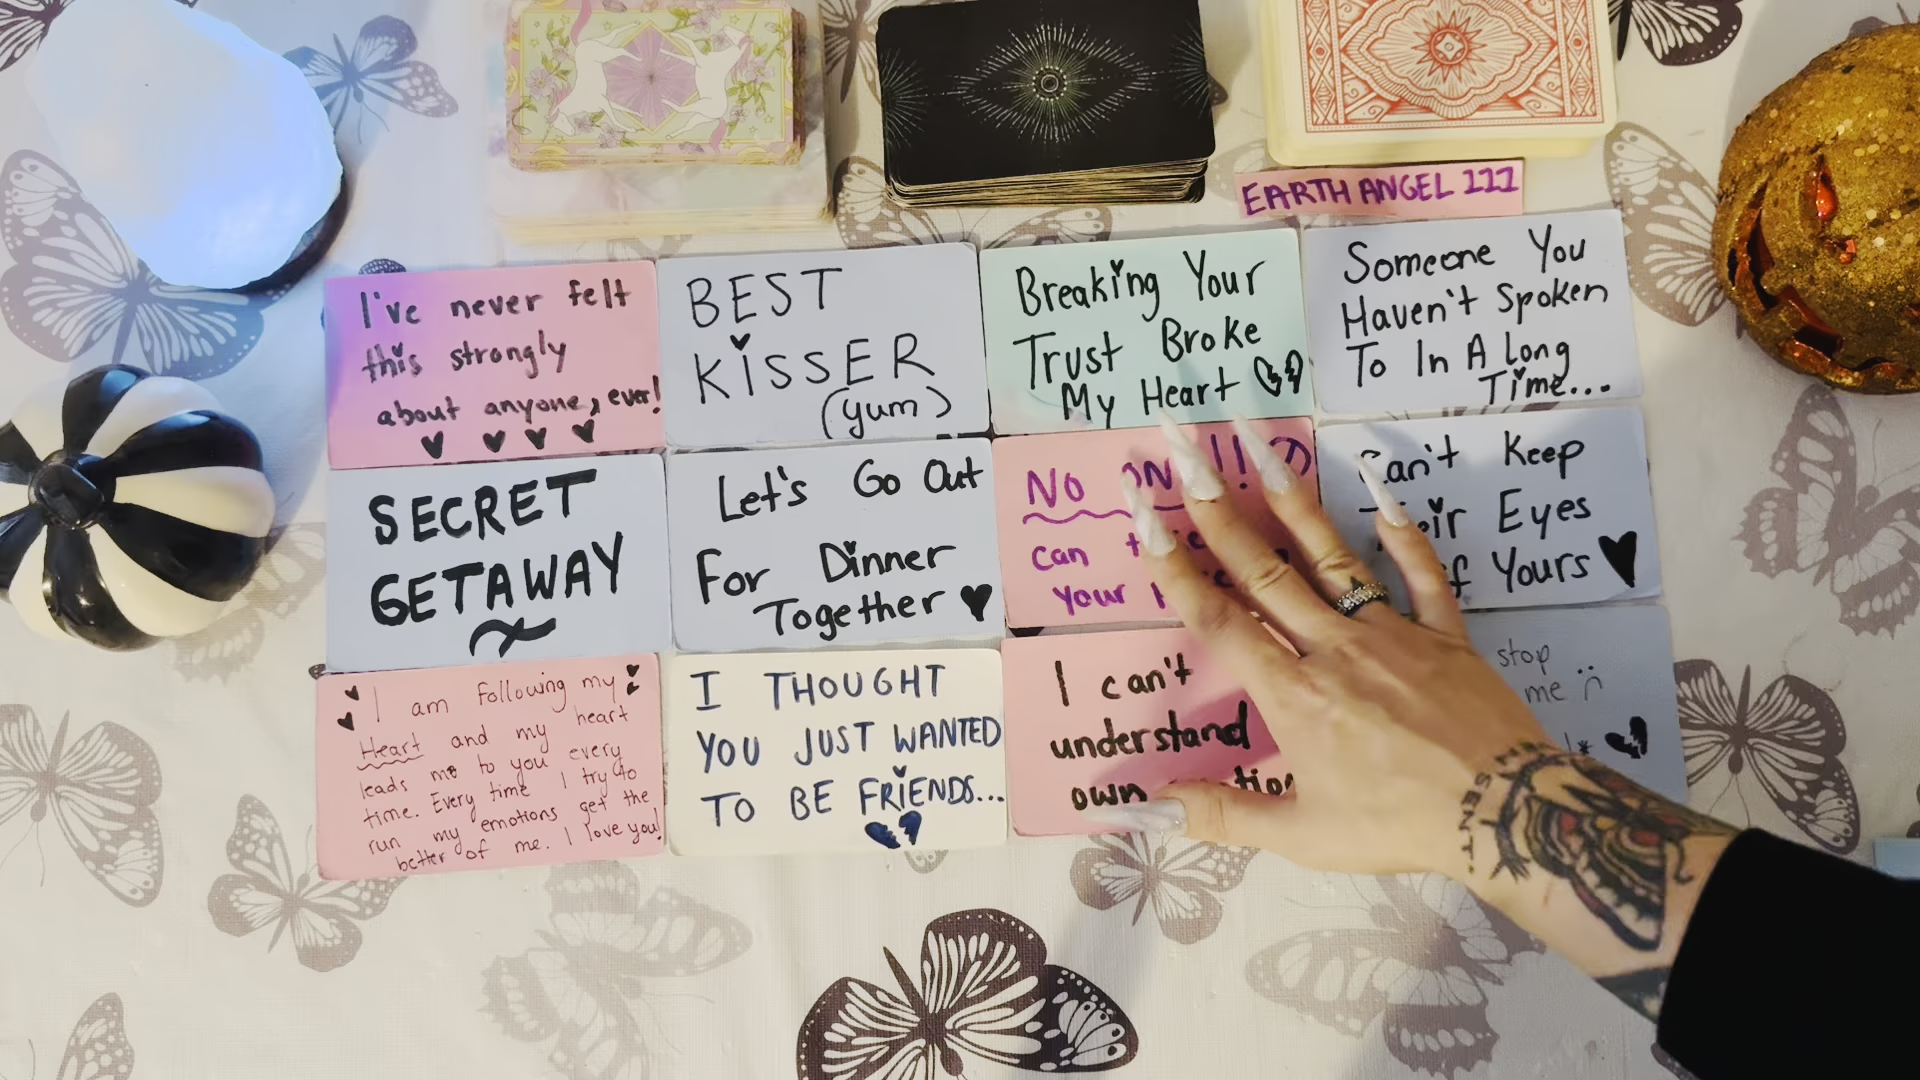 EARTH ANGEL 111
I've never felt
this strongly
about anyone, ever!
BEST
KISSER
(yum)
Breaking Your
Trust Broke
My Heart
Someone You
Haven't Spoken
To In A Long
Time...
SECRET
GETAWAY
Let's Go Out
For Dinner
Together
No ON !!
can
your
Can't Keep
Their Eyes
Off Yours
I am following my
Heart and my heart
leads me to you every
time. Every time I try to
run my emotions get the
better of me. I love you!
I THOUGHT
YOU JUST WANTED
TO BE FRIENDS...
I can't
understand
own
stop
me
SENT